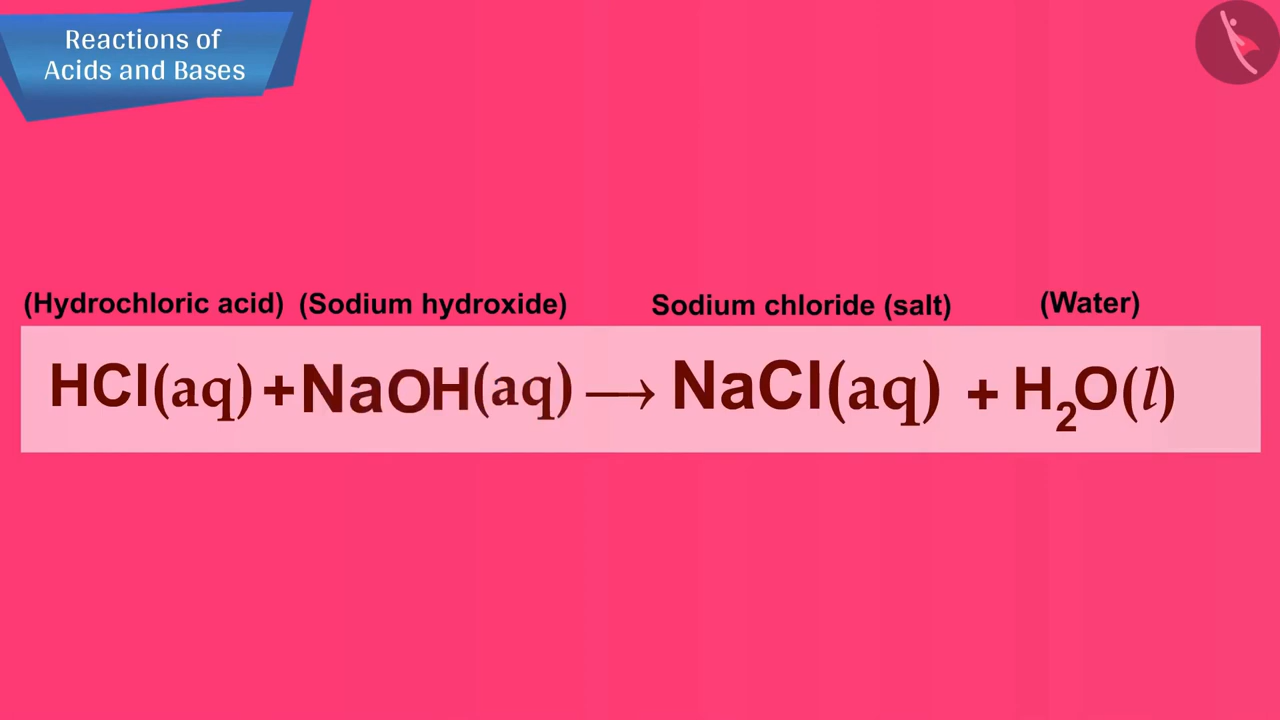 Reactions of
Acids and Bases
(Hydrochloric acid) (Sodium hydroxide) Sodium chloride (salt) (Water)
HCl(aq) + NaOH(aq) → NaCl(aq) + H₂O(l)